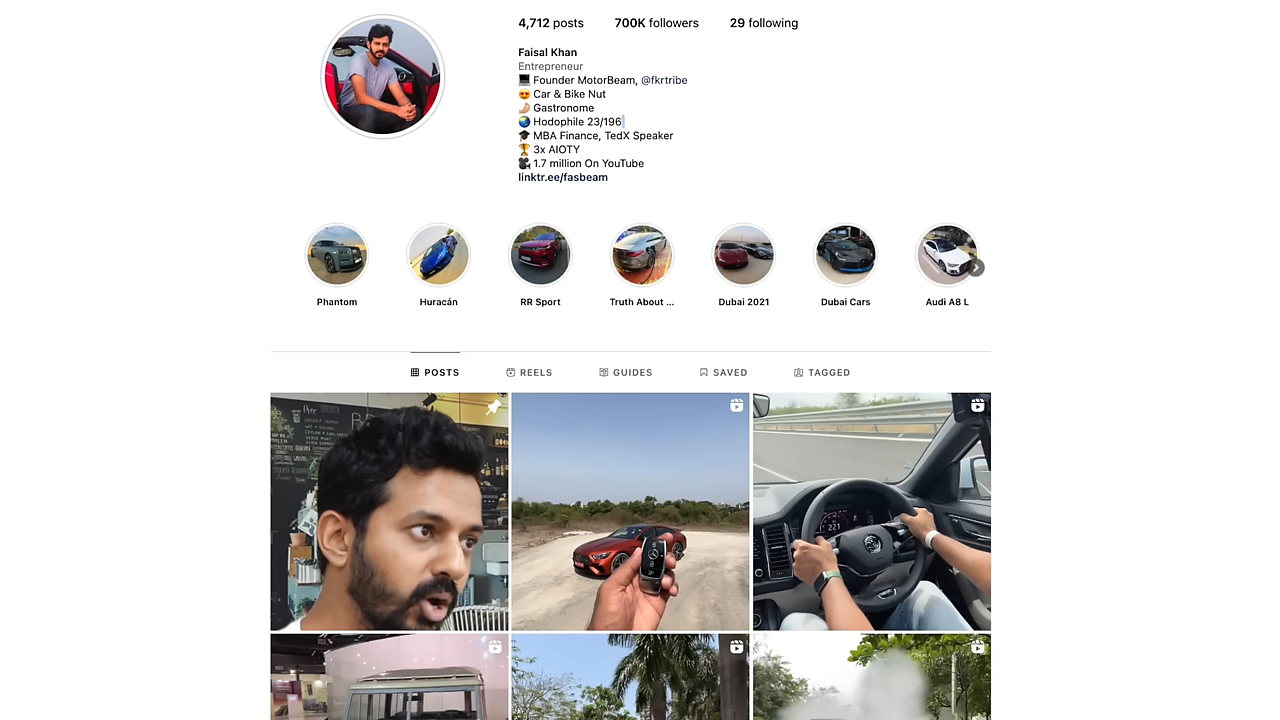 4,712 posts 700K followers 29 following
Faisal Khan
Entrepreneur
💻 Founder MotorBeam, @fkrtribe
😍 Car & Bike Nut
🤌🏼 Gastronome
🌏 Hodophile 23/196
🎓 MBA Finance, TedX Speaker
🏆 3x AIOTY
🎥 1.7 million On YouTube
linktr.ee/fasbeam
Phantom Huracán RR Sport Truth About ... Dubai 2021 Dubai Cars Audi A8 L
POSTS REELS GUIDES SAVED TAGGED
221